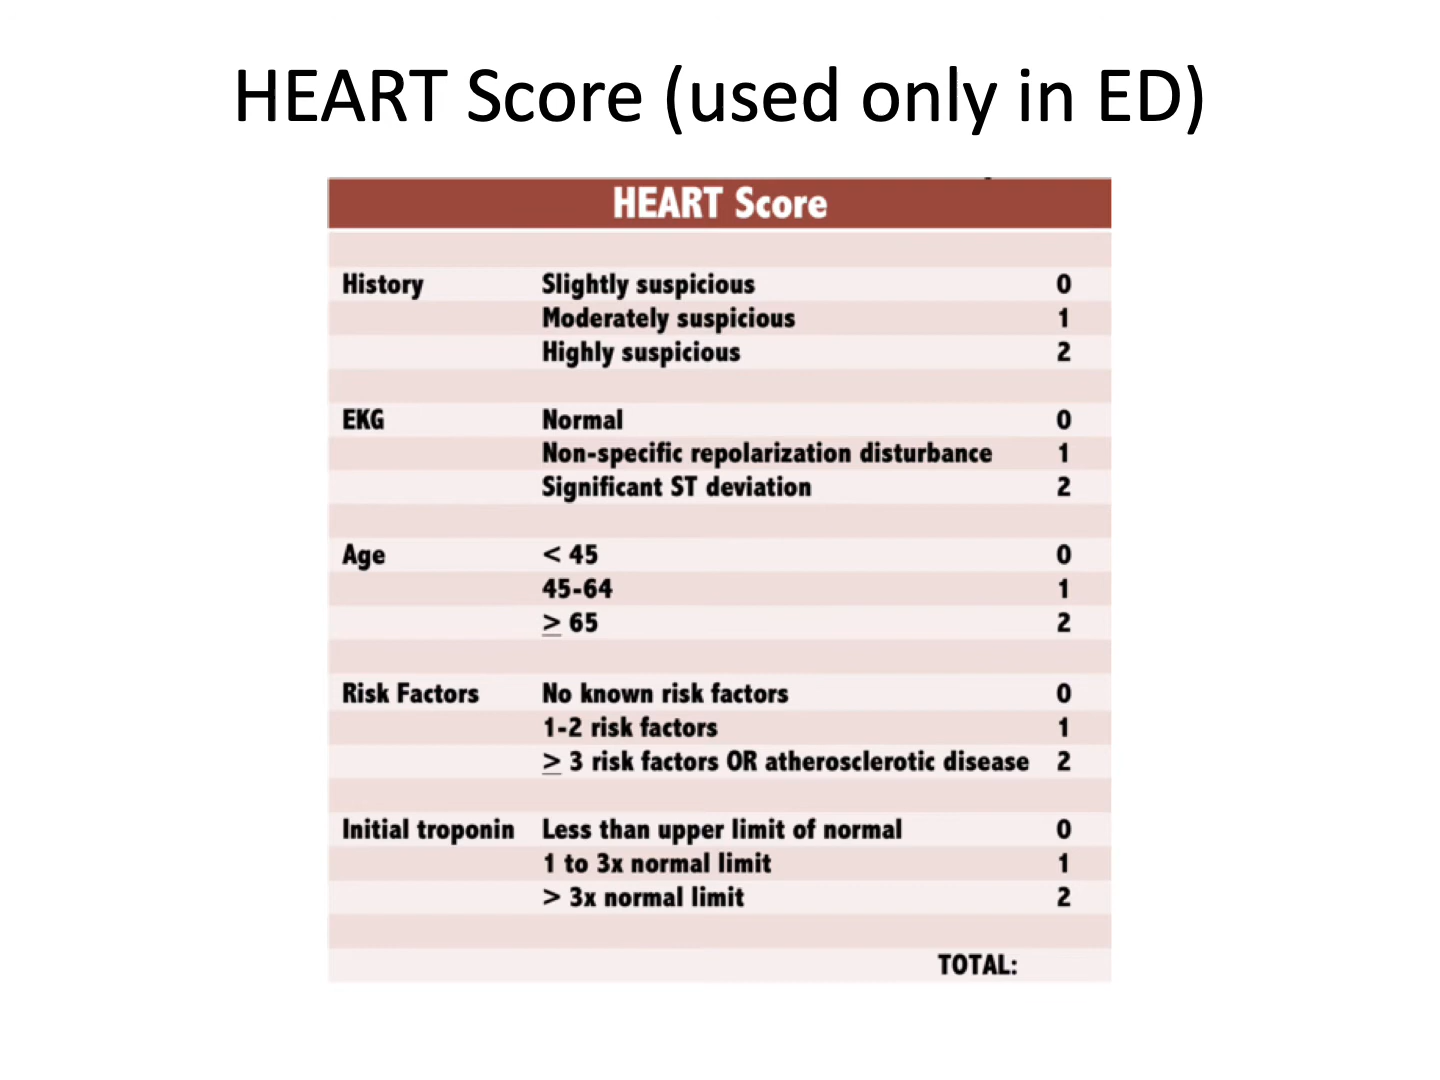 HEART Score (used only in ED)
HEART Score
History Slightly suspicious 0
Moderately suspicious 1
Highly suspicious 2
EKG Normal 0
Non-specific repolarization disturbance 1
Significant ST deviation 2
Age < 45 0
45-64 1
≥ 65 2
Risk Factors No known risk factors 0
1-2 risk factors 1
≥ 3 risk factors OR atherosclerotic disease 2
Initial troponin Less than upper limit of normal 0
1 to 3x normal limit 1
> 3x normal limit 2
TOTAL: